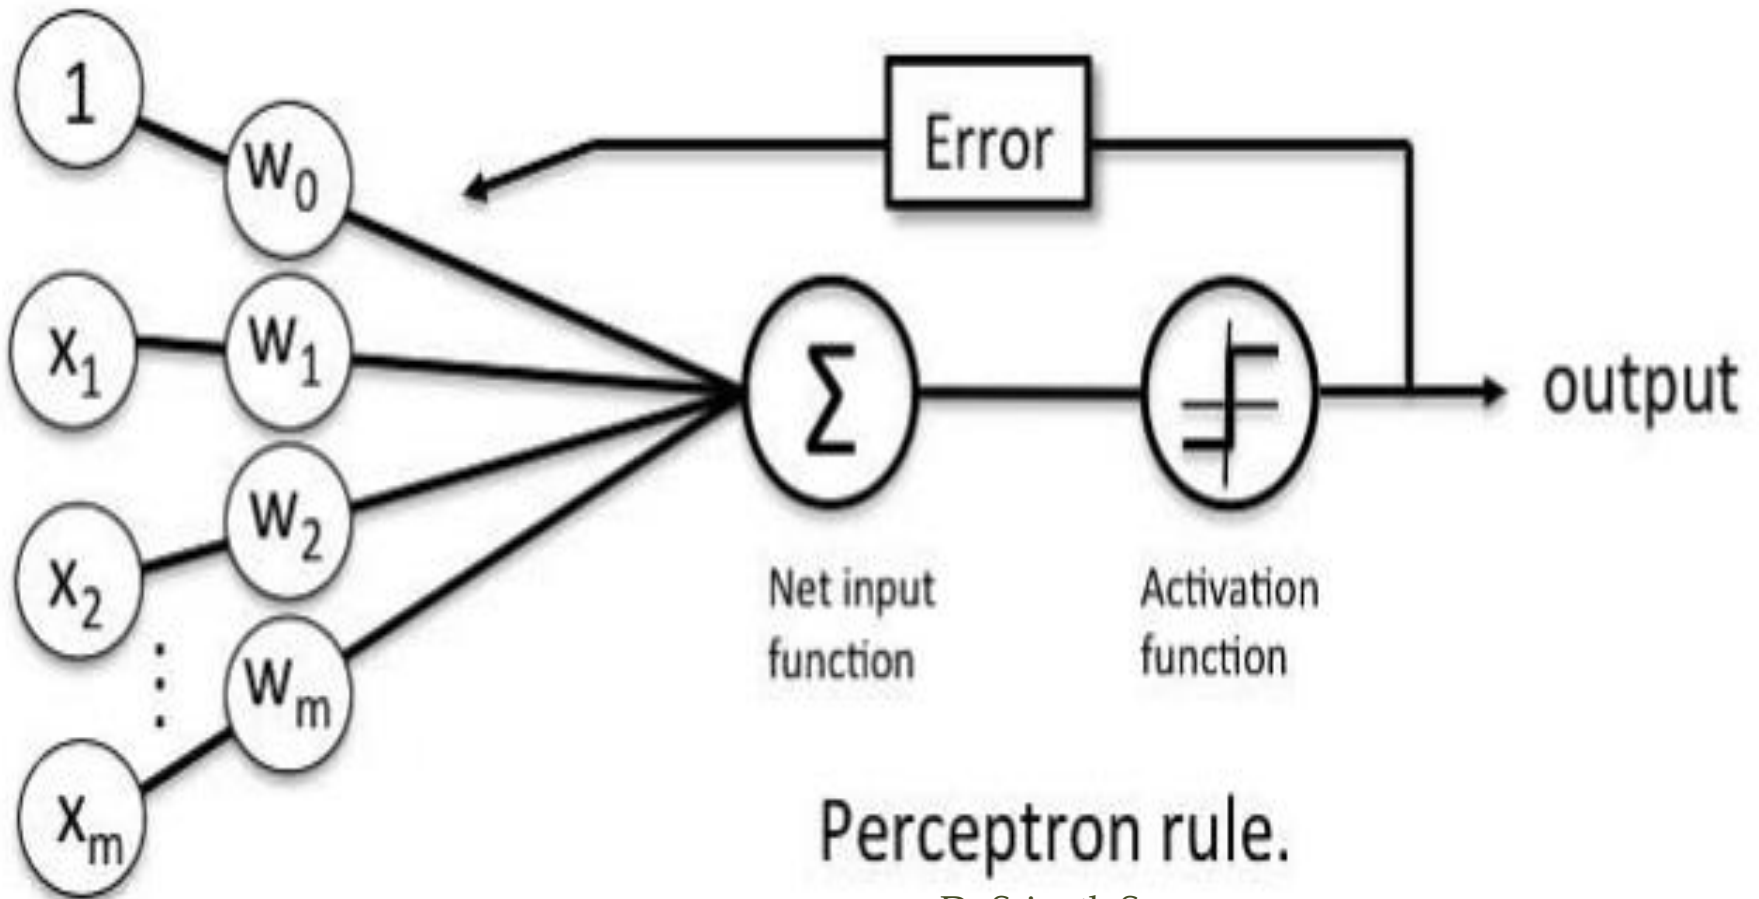 1
W0
Error
X1
W1
Σ
output
W2
X2
Net input
function
Activation
function
Wm
Xm
Perceptron rule.